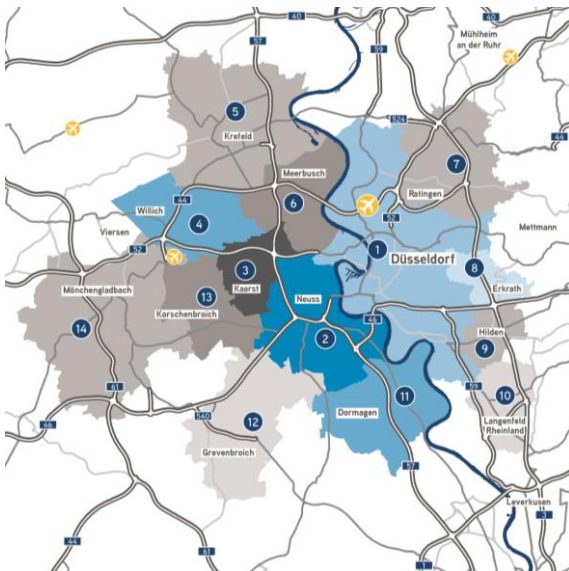 40
57
59
40
Mühlheim
an der Ruhr
5
524
44
Krefeld
Meerbusch
7
44
Ratingen
Willich
4
6
52
Mettmann
Viersen
52
1
Düsseldorf
3
8
Kaarst
Mönchengladbach
13
Neuss
Erkrath
Korschenbroich
46
14
2
Hilden
9
61
59
11
10
540
12
Dormagen
Langenfeld
(Rheinland)
46
Grevenbroich
57
Leverkusen
3
44
61
1